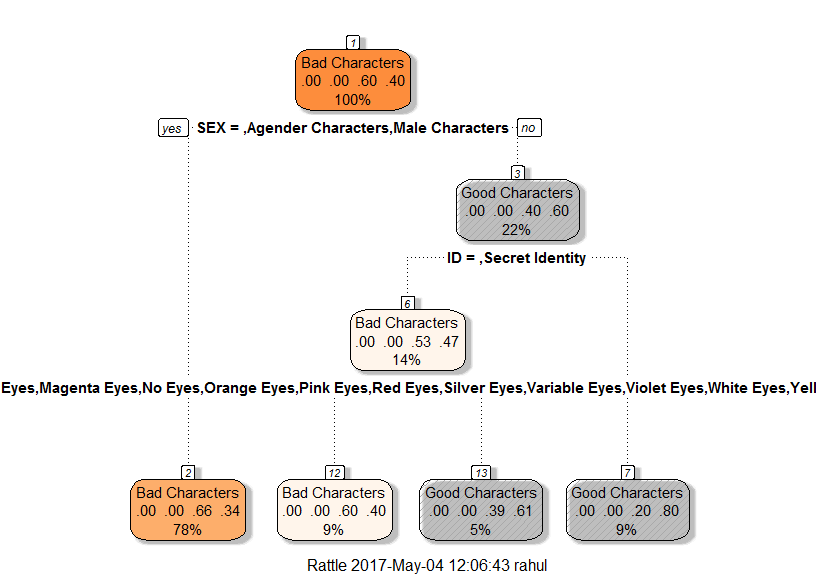 1
Bad Characters
.00 .00 .60 .40
100%
yes SEX = ,Agender Characters,Male Characters no
3
Good Characters
.00 .00 .40 .60
22%
ID = ,Secret Identity
6
Bad Characters
.00 .00 .53 .47
14%
Eyes,Magenta Eyes,No Eyes,Orange Eyes,Pink Eyes,Red Eyes,Silver Eyes,Variable Eyes,Violet Eyes,White Eyes,Yell
2
Bad Characters
.00 .00 .66 .34
78%
12
Bad Characters
.00 .00 .60 .40
9%
13
Good Characters
.00 .00 .39 .61
5%
7
Good Characters
.00 .00 .20 .80
9%
Rattle 2017-May-04 12:06:43 rahul